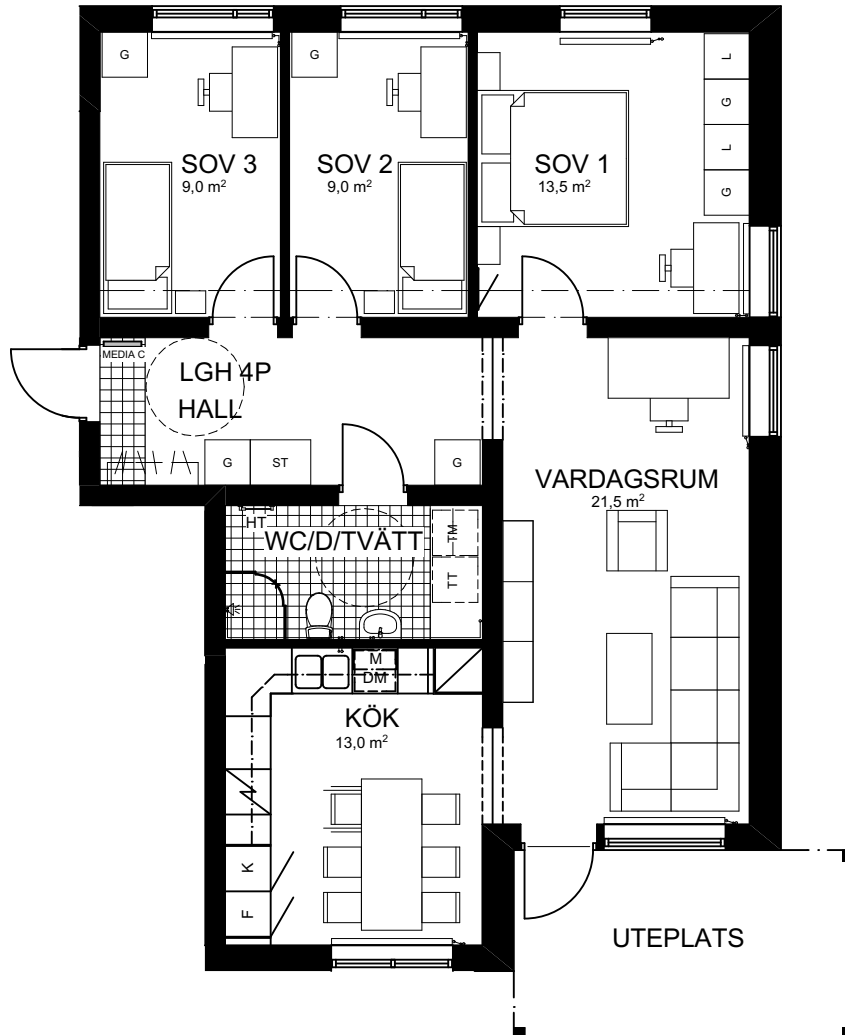 G
G
L
G
L
G
SOV 3
9,0 m²
SOV 2
9,0 m²
SOV 1
13,5 m²
MEDIA C
LGH 4P
HALL
G
ST
G
VARDAGSRUM
21,5 m²
HT
WC/D/TVÄTT
TM
TT
M
DM
KÖK
13,0 m²
K
F
UTEPLATS